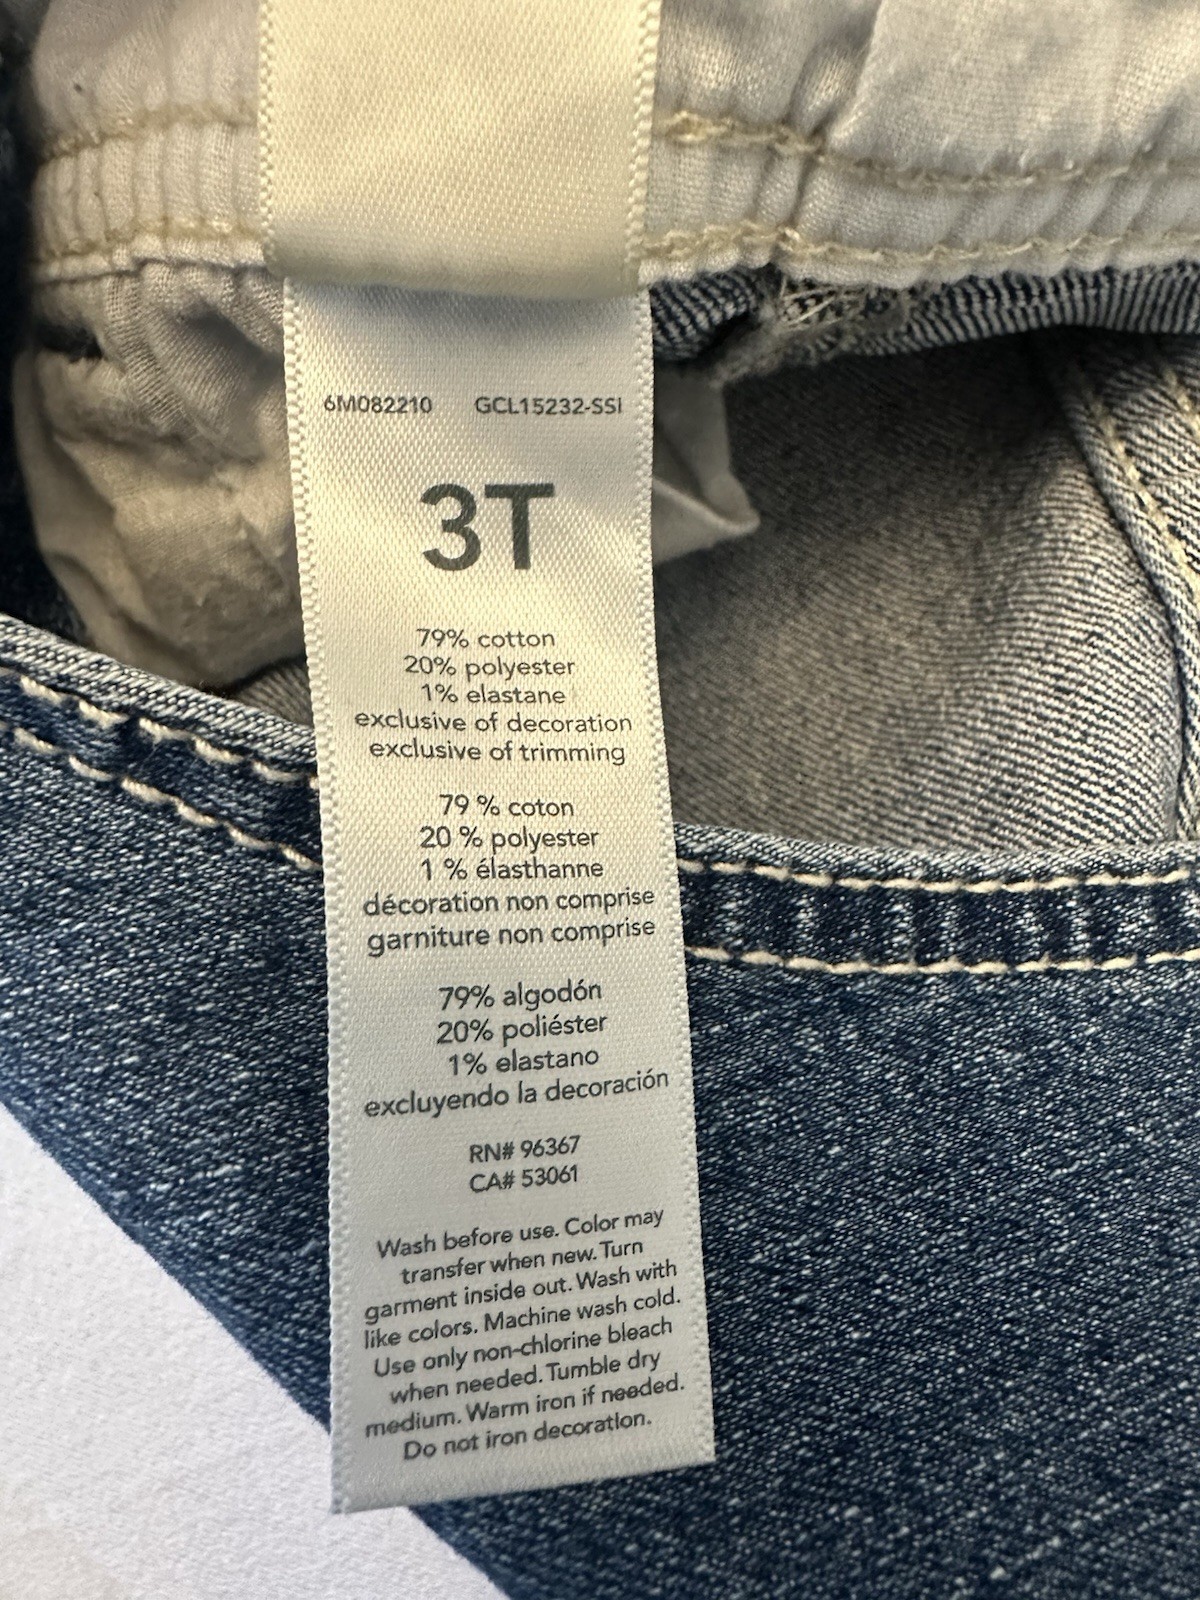 6M082210 GCL15232-SSI
3T
79% cotton
20% polyester
1% elastane
exclusive of decoration
exclusive of trimming
79 % coton
20 % polyester
1 % élasthanne
décoration non comprise
garniture non comprise
79% algodón
20% poliéster
1% elastano
excluyendo la decoración
RN# 96367
CA# 53061
Wash before use. Color may
transfer when new. Turn
garment inside out. Wash with
like colors. Machine wash cold.
Use only non-chlorine bleach
when needed. Tumble dry
medium. Warm iron if needed.
Do not iron decoration.